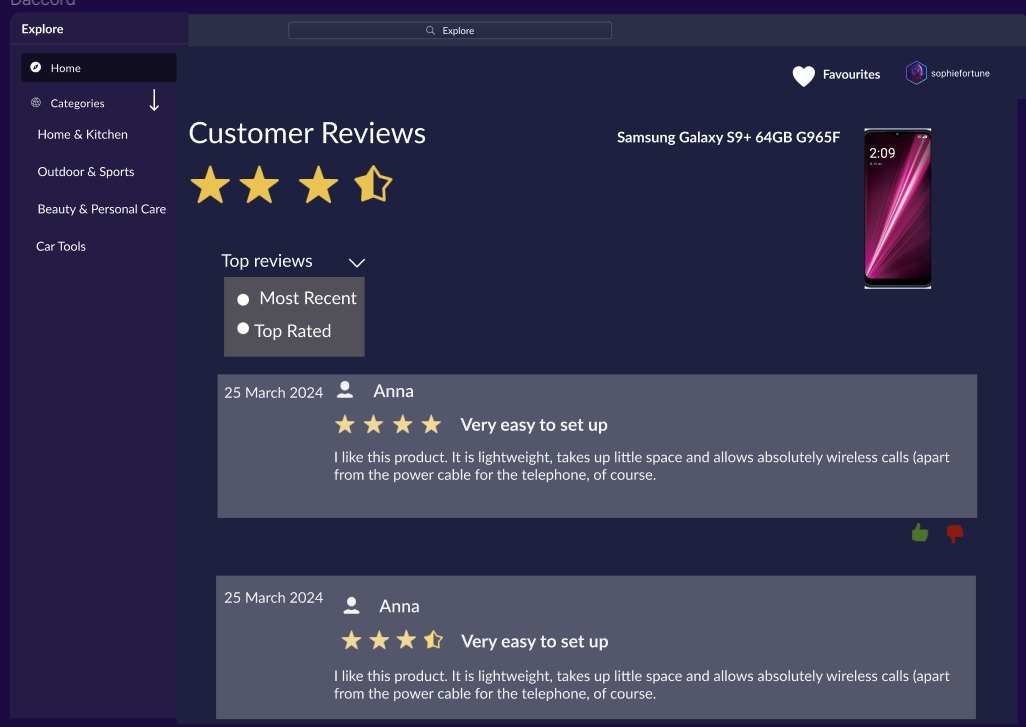 Daccord
Explore
Explore
Home
Categories
Home & Kitchen
Outdoor & Sports
Beauty & Personal Care
Car Tools
Favourites
sophiefortune
Customer Reviews
Samsung Galaxy S9+ 64GB G965F
2:09
Top reviews
Most Recent
Top Rated
25 March 2024
Anna
Very easy to set up
I like this product. It is lightweight, takes up little space and allows absolutely wireless calls (apart
from the power cable for the telephone, of course.
25 March 2024
Anna
Very easy to set up
I like this product. It is lightweight, takes up little space and allows absolutely wireless calls (apart
from the power cable for the telephone, of course.